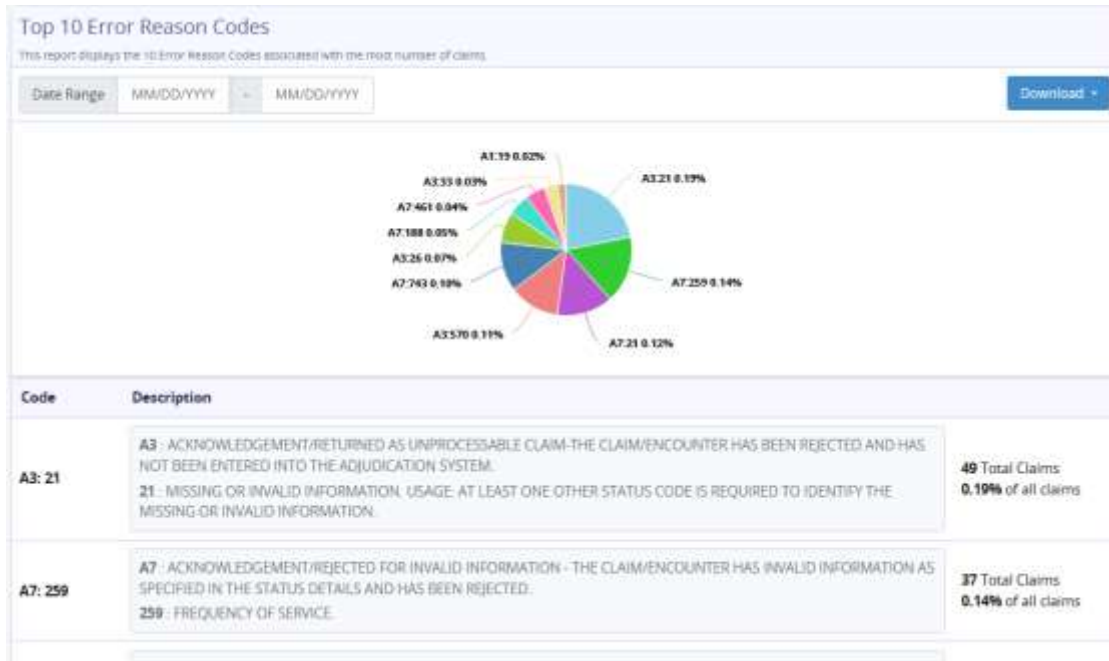 Top 10 Error Reason Codes
This report displays the 10 Error Reason Codes associated with the most number of claims.
Date Range MM/DD/YYYY - MM/DD/YYYY Download
A1:19 0.02%
A3:21 0.19%
A3:33 0.03%
A7:461 0.04%
A7:188 0.05%
A3:26 0.07%
A7:743 0.10%
A7:259 0.14%
A3:570 0.11%
A7:21 0.12%
Code Description
A3 : ACKNOWLEDGEMENT/RETURNED AS UNPROCESSABLE CLAIM-THE CLAIM/ENCOUNTER HAS BEEN REJECTED AND HAS
NOT BEEN ENTERED INTO THE ADJUDICATION SYSTEM.
A3: 21
21 : MISSING OR INVALID INFORMATION. USAGE: AT LEAST ONE OTHER STATUS CODE IS REQUIRED TO IDENTIFY THE
MISSING OR INVALID INFORMATION.
49 Total Claims
0.19% of all claims
A7 : ACKNOWLEDGEMENT/REJECTED FOR INVALID INFORMATION - THE CLAIM/ENCOUNTER HAS INVALID INFORMATION AS
SPECIFIED IN THE STATUS DETAILS AND HAS BEEN REJECTED.
A7: 259
259 : FREQUENCY OF SERVICE.
37 Total Claims
0.14% of all claims